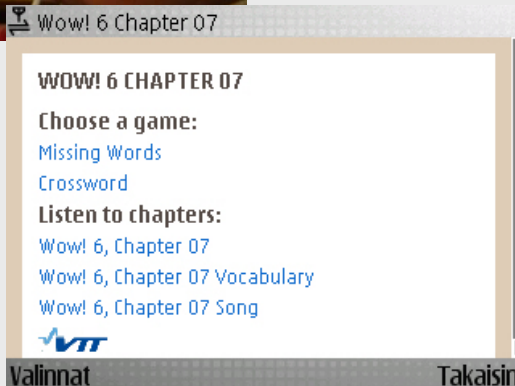 Wow! 6 Chapter 07
WOW! 6 CHAPTER 07
Choose a game:
Missing Words
Crossword
Listen to chapters:
Wow! 6, Chapter 07
Wow! 6, Chapter 07 Vocabulary
Wow! 6, Chapter 07 Song
VTT
Valinnat Takaisin